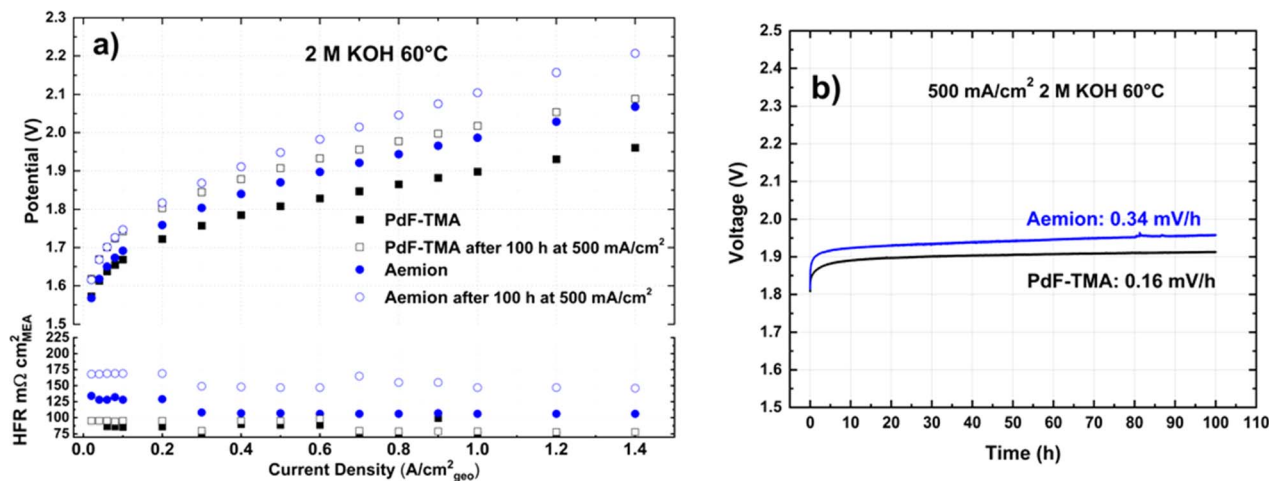 a)
2 M KOH 60°C
Potential (V)
2.3
2.2
2.1
2.0
1.9
1.8
1.7
1.6
1.5
PdF-TMA
PdF-TMA after 100 h at 500 mA/cm²
Aemion
Aemion after 100 h at 500 mA/cm²
HFR mΩ cm²MEA
225
200
175
150
125
100
75
0.0 0.2 0.4 0.6 0.8 1.0 1.2 1.4
Current Density (A/cm²geo)
b)
500 mA/cm² 2 M KOH 60°C
Voltage (V)
2.5
2.4
2.3
2.2
2.1
2.0
1.9
1.8
1.7
1.6
1.5
Aemion: 0.34 mV/h
PdF-TMA: 0.16 mV/h
0 10 20 30 40 50 60 70 80 90 100
Time (h)